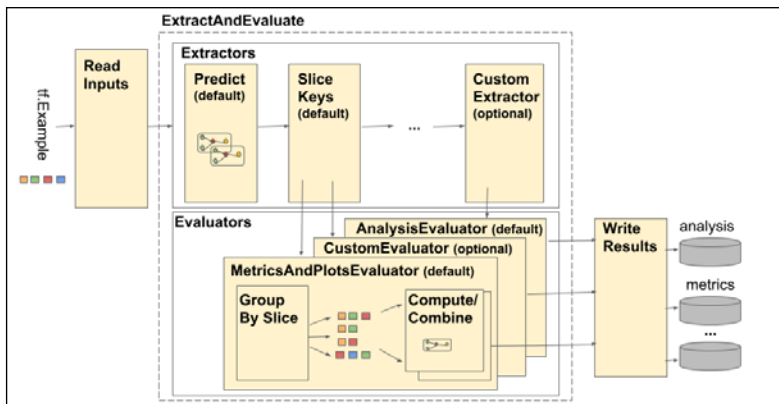 ExtractAndEvaluate
Extractors
Read
Inputs
tf.Example
Predict
(default)
Slice
Keys
(default)
...
Custom
Extractor
(optional)
Evaluators
AnalysisEvaluator (default)
CustomEvaluator (optional)
MetricsAndPlotsEvaluator (default)
Group
By Slice
Compute/
Combine
Write
Results
analysis
metrics
...